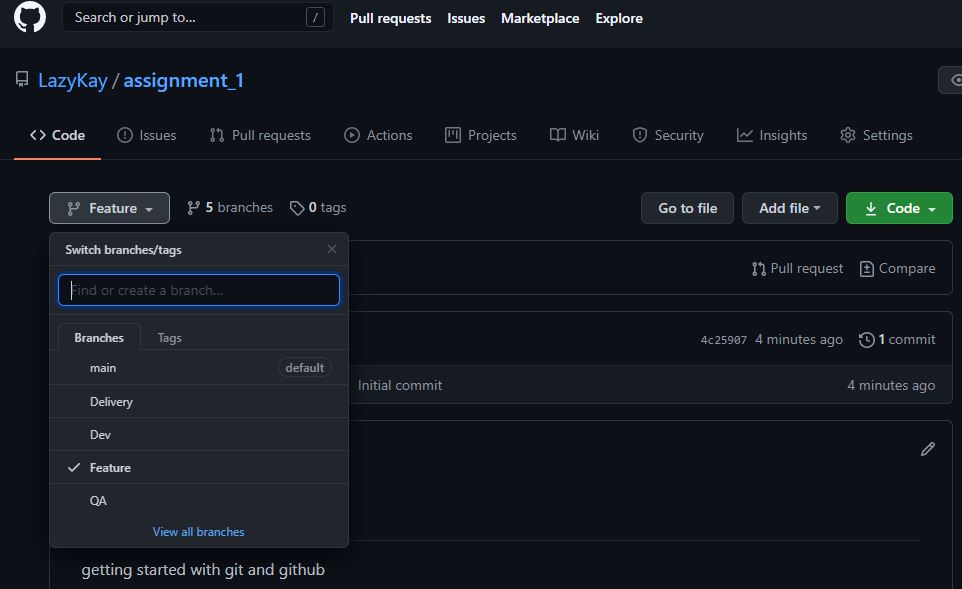 Search or jump to... /
Pull requests Issues Marketplace Explore
LazyKay / assignment_1
Code Issues Pull requests Actions Projects Wiki Security Insights Settings
Feature 5 branches 0 tags Go to file Add file Code
Switch branches/tags
Find or create a branch...
Branches Tags
main default
Delivery
Dev
Feature
QA
View all branches
Pull request Compare
4c25907 4 minutes ago 1 commit
Initial commit 4 minutes ago
getting started with git and github